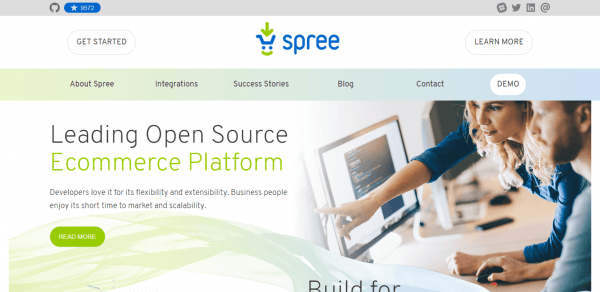 ★ 9572
GET STARTED
spree
LEARN MORE
About Spree
Integrations
Success Stories
Blog
Contact
DEMO
Leading Open Source
Ecommerce Platform
Developers love it for its flexibility and extensibility. Business people
enjoy its short time to market and scalability.
READ MORE
Build for